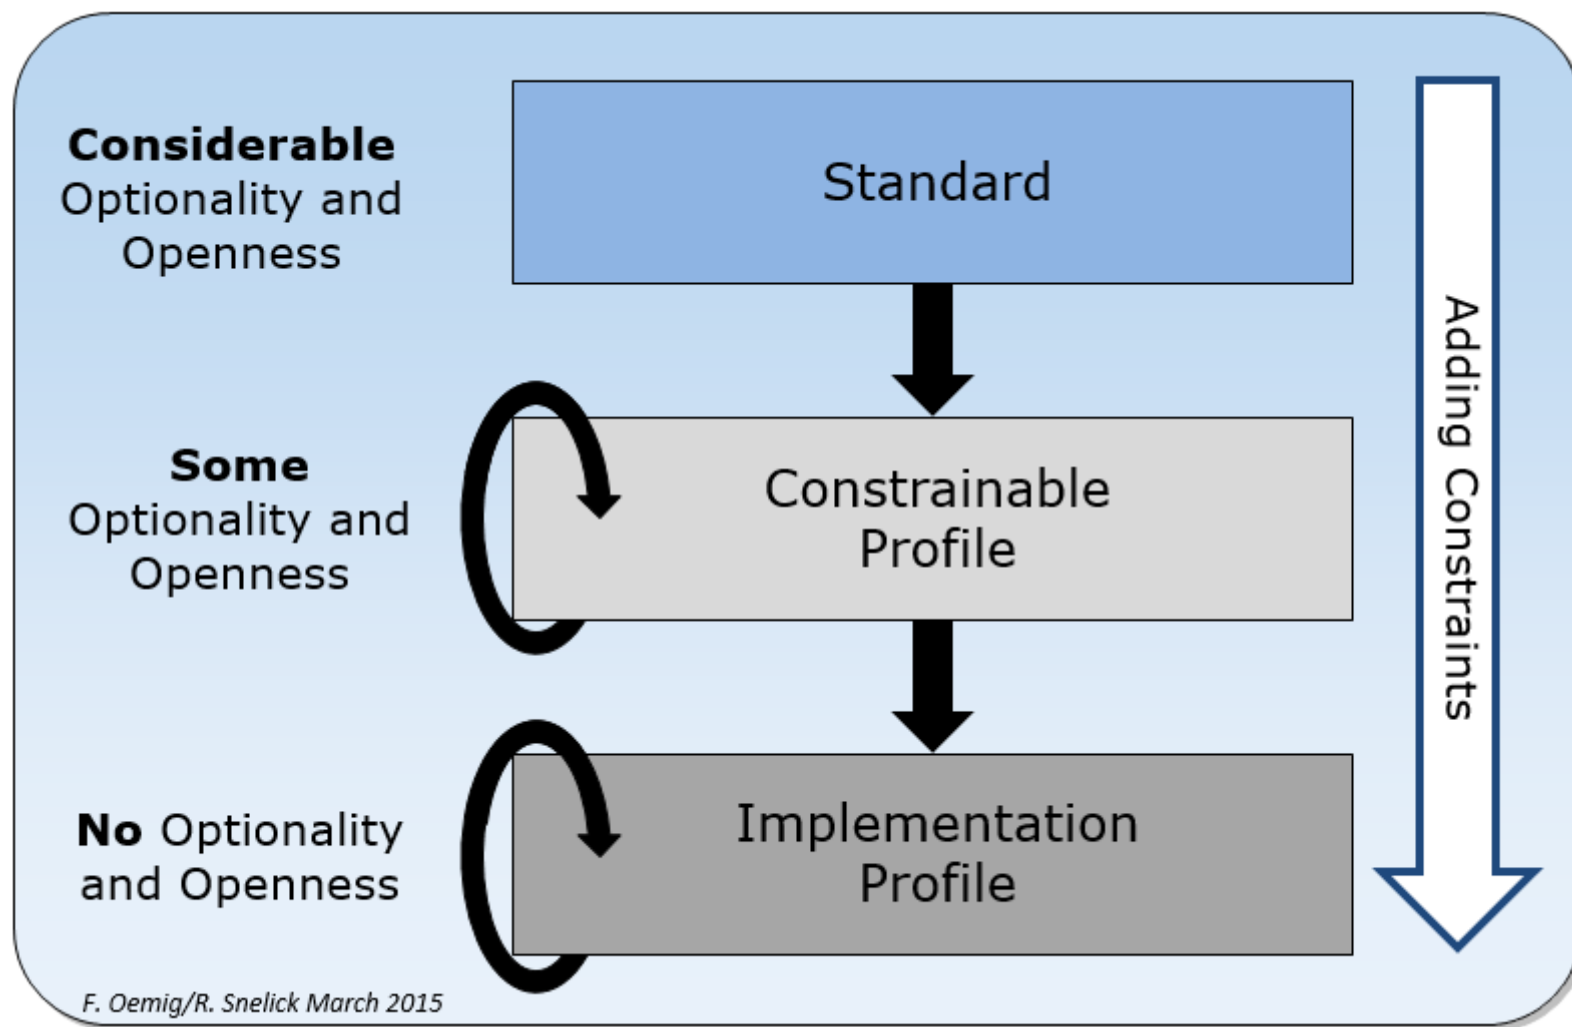 Considerable
Optionality and
Openness
Standard
Some
Optionality and
Openness
Constrainable
Profile
No Optionality
and Openness
Implementation
Profile
Adding Constraints
F. Oemig/R. Snelick March 2015